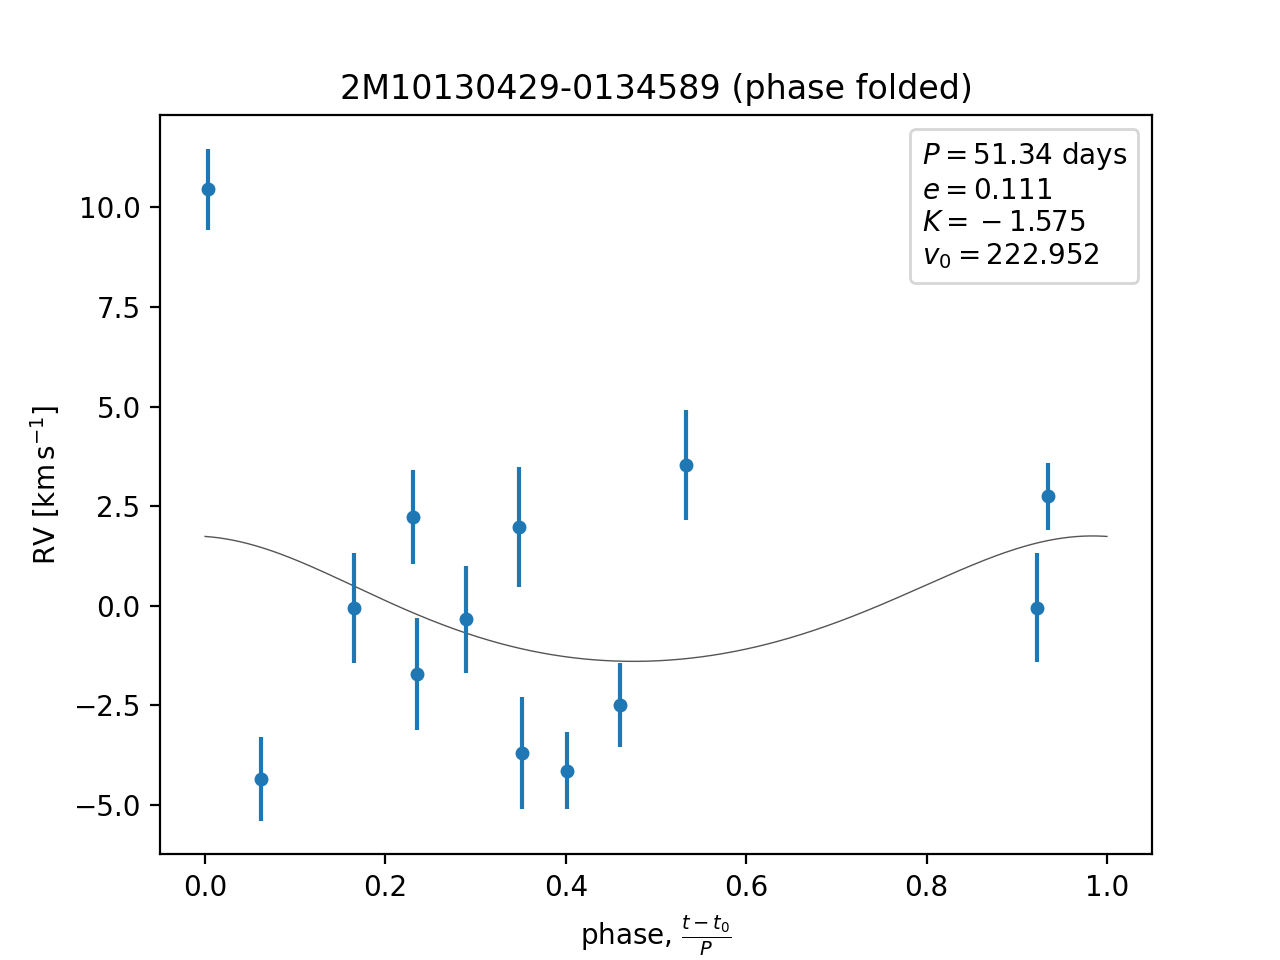 2M10130429-0134589 (phase folded)
P = 51.34 days
e = 0.111
K = −1.575
v₀ = 222.952
10.0
7.5
5.0
2.5
0.0
−2.5
−5.0
RV [km s⁻¹]
0.0 0.2 0.4 0.6 0.8 1.0
phase, (t − t₀)/P